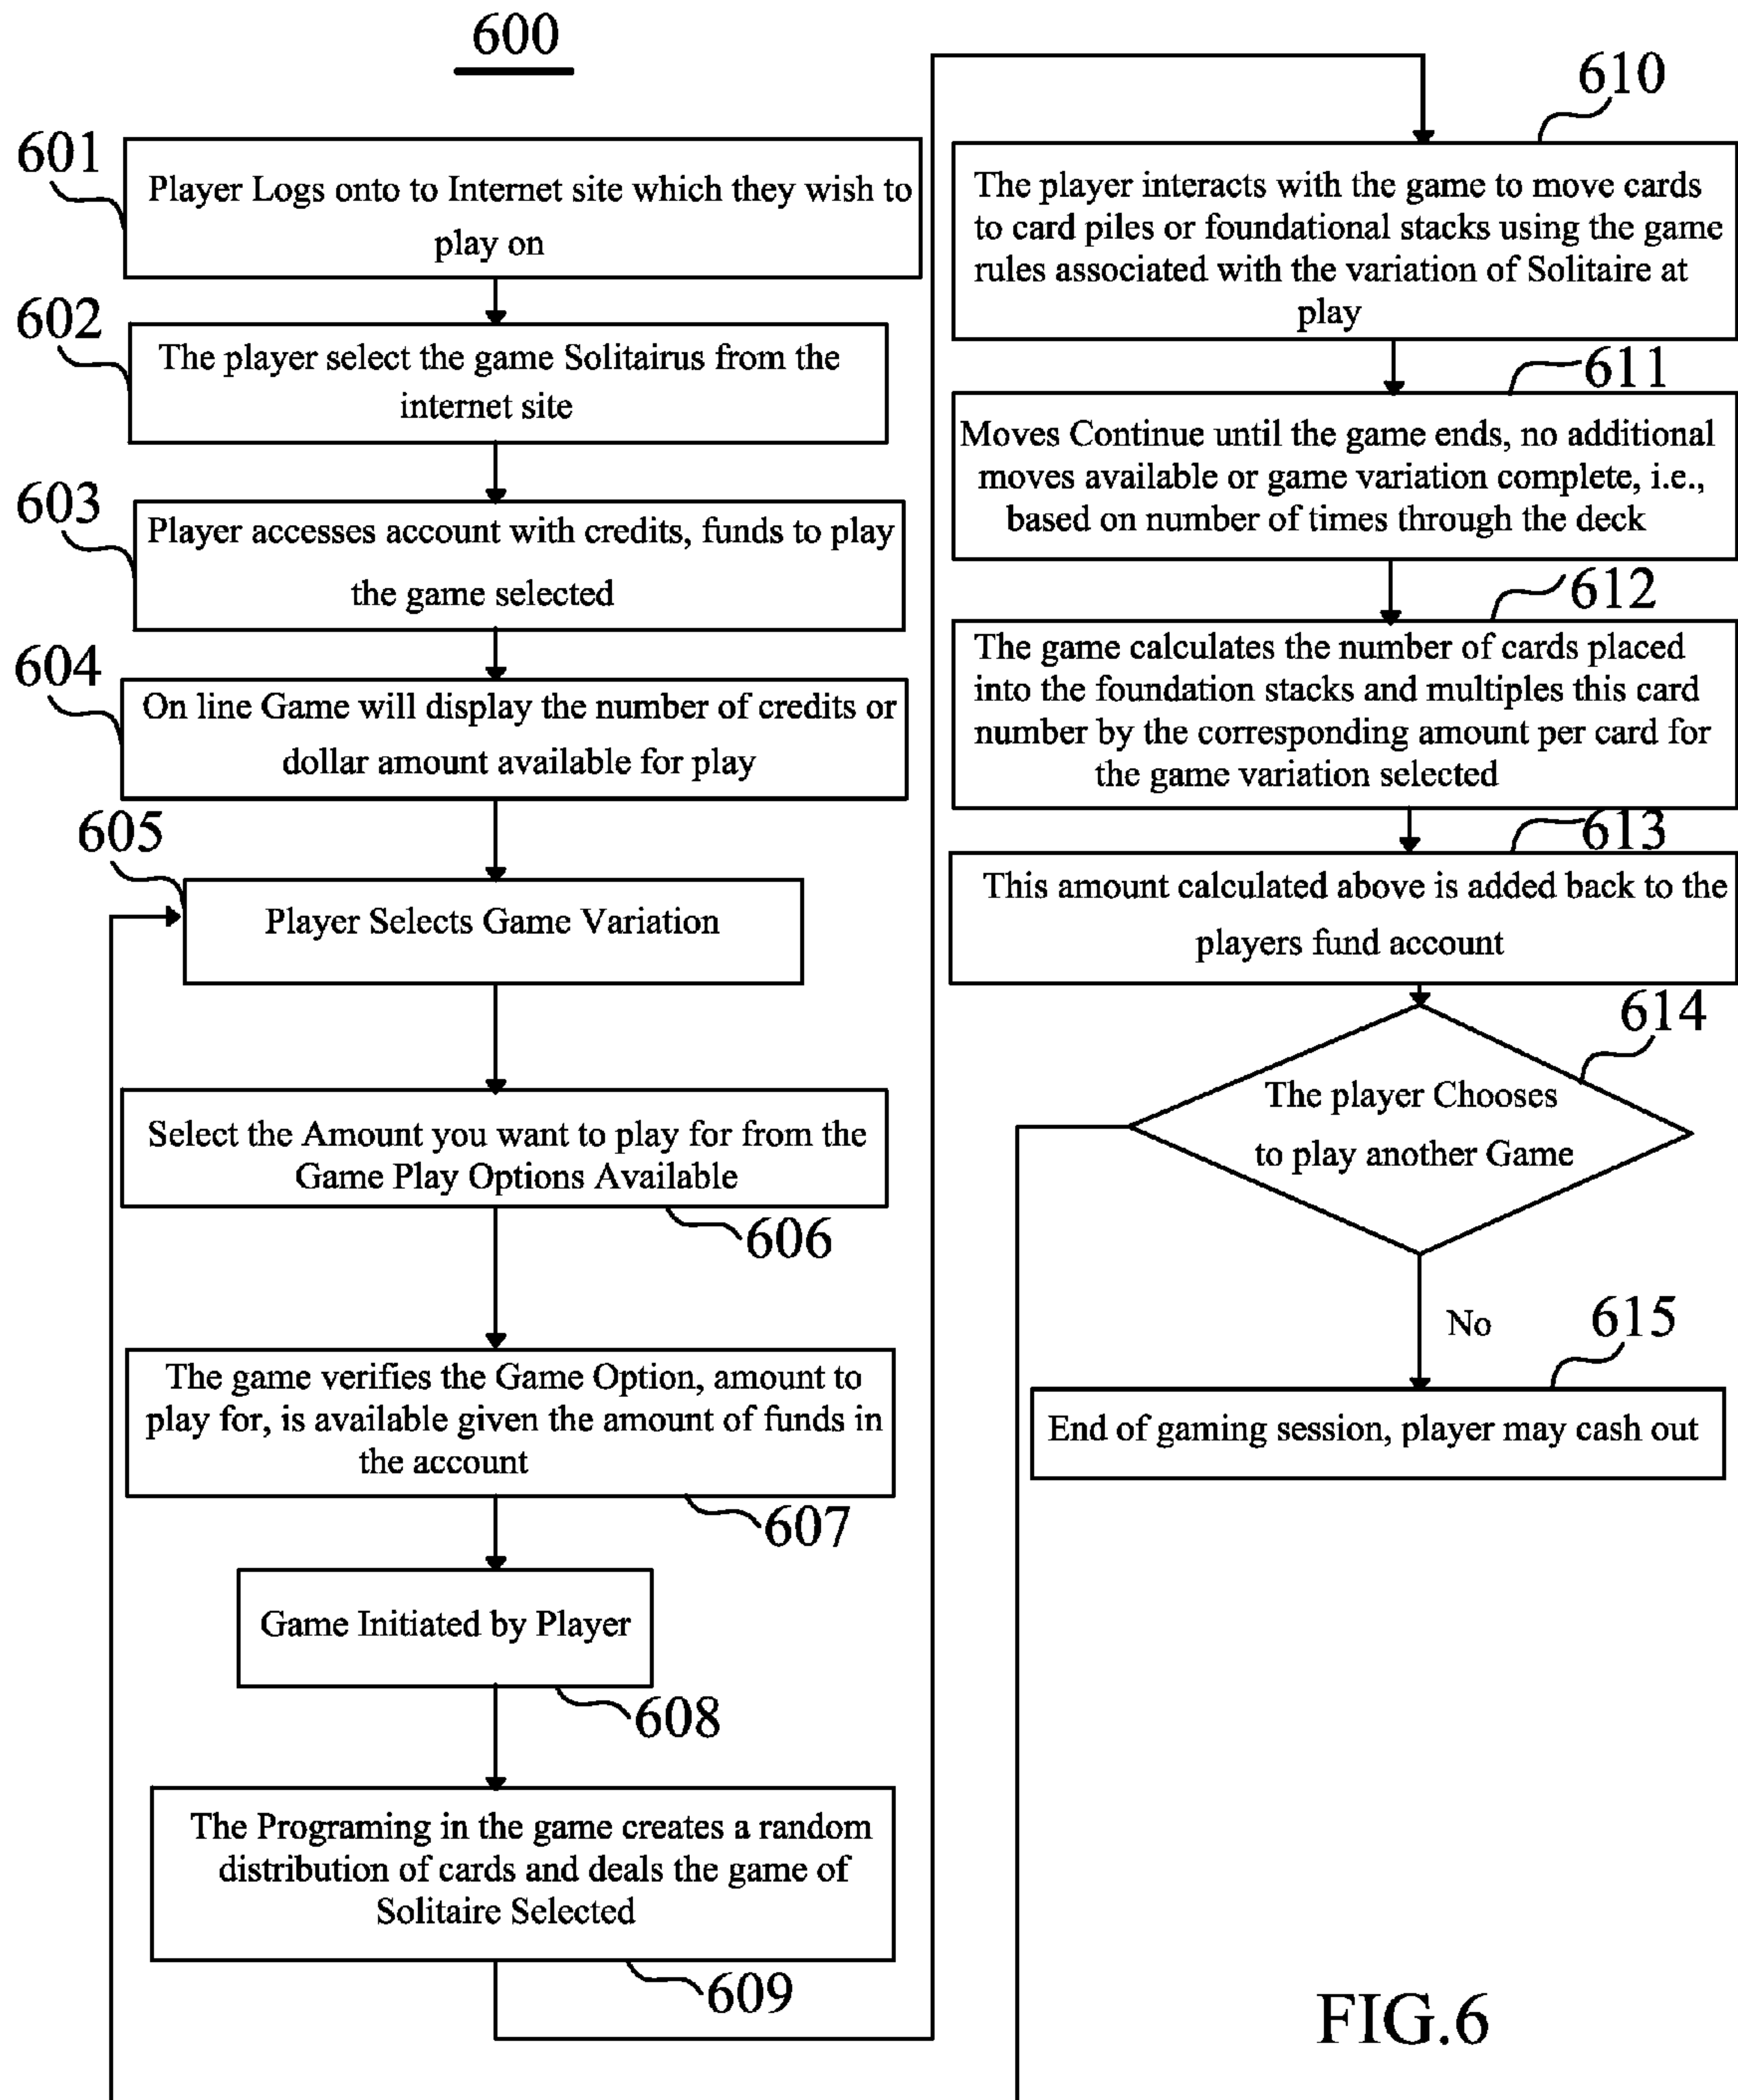 600
601
Player Logs onto to Internet site which they wish to
play on
602
The player select the game Solitairus from the
internet site
603
Player accesses account with credits, funds to play
the game selected
604
On line Game will display the number of credits or
dollar amount available for play
605
Player Selects Game Variation
Select the Amount you want to play for from the
Game Play Options Available
606
The game verifies the Game Option, amount to
play for, is available given the amount of funds in
the account
607
Game Initiated by Player
608
The Programing in the game creates a random
distribution of cards and deals the game of
Solitaire Selected
609
610
The player interacts with the game to move cards
to card piles or foundational stacks using the game
rules associated with the variation of Solitaire at
play
611
Moves Continue until the game ends, no additional
moves available or game variation complete, i.e.,
based on number of times through the deck
612
The game calculates the number of cards placed
into the foundation stacks and multiples this card
number by the corresponding amount per card for
the game variation selected
613
This amount calculated above is added back to the
players fund account
614
The player Chooses
to play another Game
No
615
End of gaming session, player may cash out
FIG.6